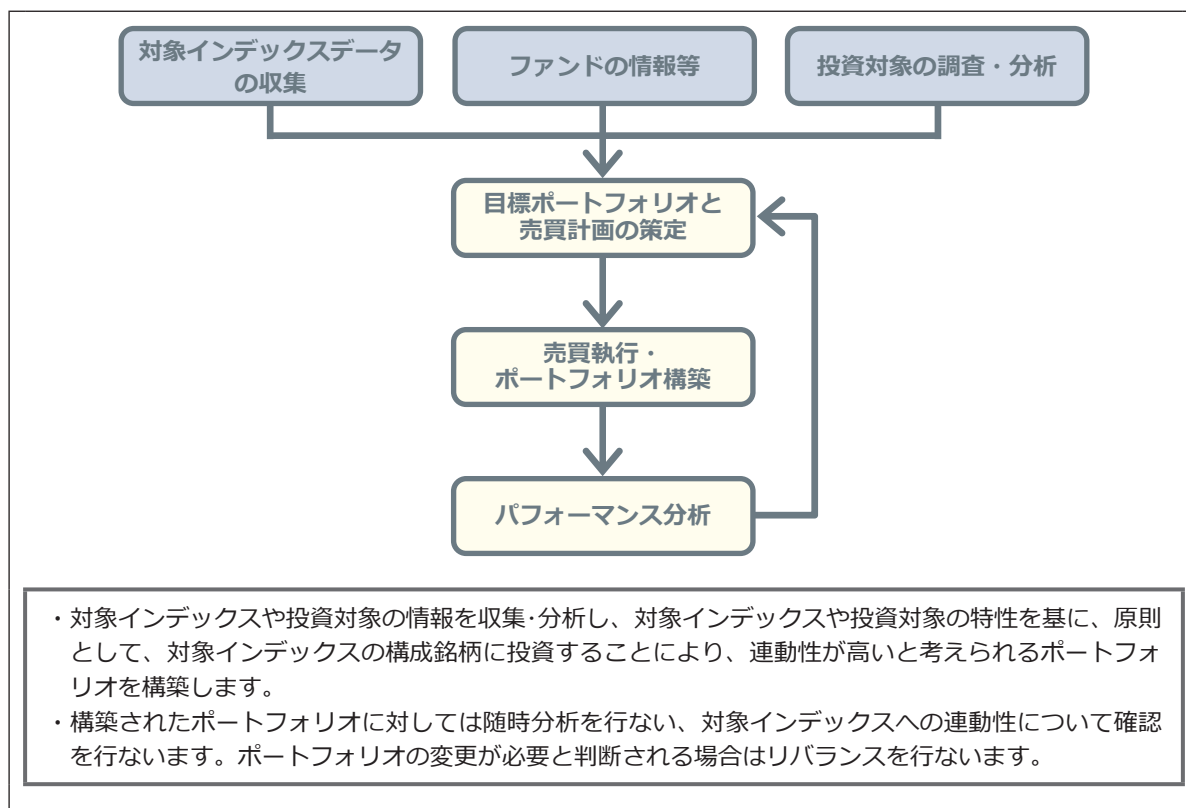 対象インデックスデータ
の収集
ファンドの情報等
投資対象の調査・分析
目標ポートフォリオと
売買計画の策定
売買執行・
ポートフォリオ構築
パフォーマンス分析
・対象インデックスや投資対象の情報を収集・分析し、対象インデックスや投資対象の特性を基に、原則
として、対象インデックスの構成銘柄に投資することにより、連動性が高いと考えられるポートフォ
リオを構築します。
・構築されたポートフォリオに対しては随時分析を行ない、対象インデックスへの連動性について確認
を行ないます。ポートフォリオの変更が必要と判断される場合はリバランスを行ないます。